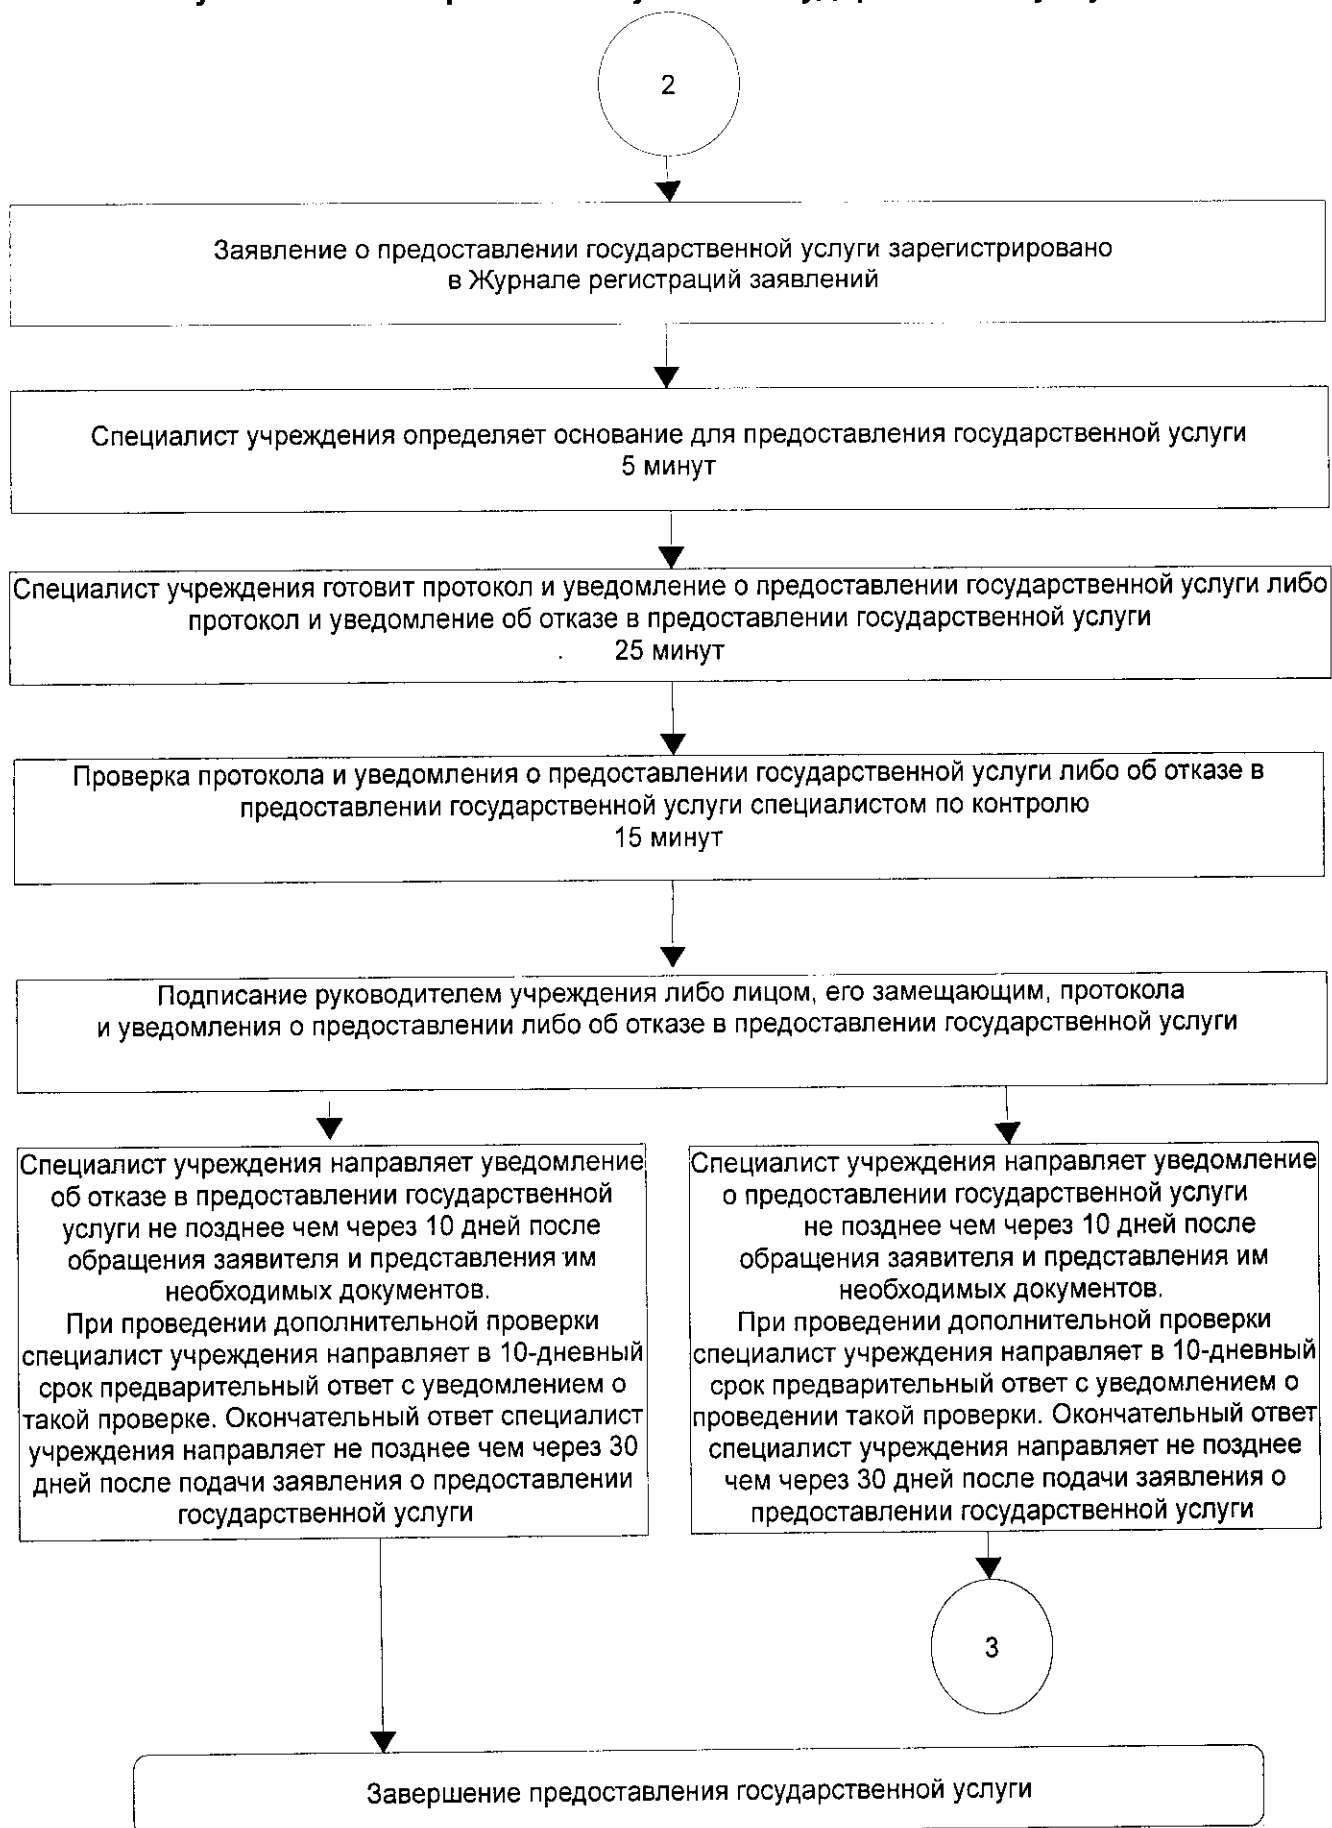 2
Заявление о предоставлении государственной услуги зарегистрировано
в Журнале регистраций заявлений
Специалист учреждения определяет основание для предоставления государственной услуги
5 минут
Специалист учреждения готовит протокол и уведомление о предоставлении государственной услуги либо
протокол и уведомление об отказе в предоставлении государственной услуги
25 минут
Проверка протокола и уведомления о предоставлении государственной услуги либо об отказе в
предоставлении государственной услуги специалистом по контролю
15 минут
Подписание руководителем учреждения либо лицом, его замещающим, протокола
и уведомления о предоставлении либо об отказе в предоставлении государственной услуги
Специалист учреждения направляет уведомление
об отказе в предоставлении государственной
услуги не позднее чем через 10 дней после
обращения заявителя и представления им
необходимых документов.
При проведении дополнительной проверки
специалист учреждения направляет в 10-дневный
срок предварительный ответ с уведомлением о
такой проверке. Окончательный ответ специалист
учреждения направляет не позднее чем через 30
дней после подачи заявления о предоставлении
государственной услуги
Специалист учреждения направляет уведомление
о предоставлении государственной услуги
не позднее чем через 10 дней после
обращения заявителя и представления им
необходимых документов.
При проведении дополнительной проверки
специалист учреждения направляет в 10-дневный
срок предварительный ответ с уведомлением о
проведении такой проверки. Окончательный ответ
специалист учреждения направляет не позднее
чем через 30 дней после подачи заявления о
предоставлении государственной услуги
3
Завершение предоставления государственной услуги